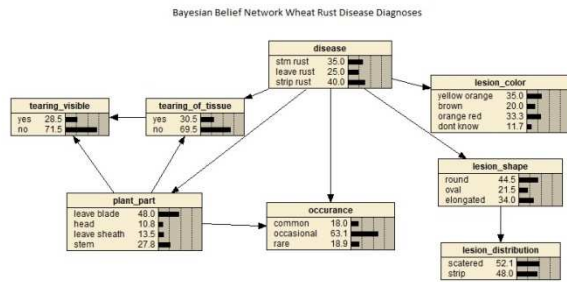 Bayesian Belief Network Wheat Rust Disease Diagnoses
disease
stm rust 35.0
leave rust 25.0
strip rust 40.0
lesion_color
yellow orange 35.0
brown 20.0
orange red 33.3
dont know 11.7
tearing_visible
yes 28.5
no 71.5
tearing_of_tissue
yes 30.5
no 69.5
lesion_shape
round 44.5
oval 21.5
elongated 34.0
plant_part
leave blade 48.0
head 10.8
leave sheath 13.5
stem 27.8
occurance
common 18.0
occasional 63.1
rare 18.9
lesion_distribution
scatered 52.1
strip 48.0